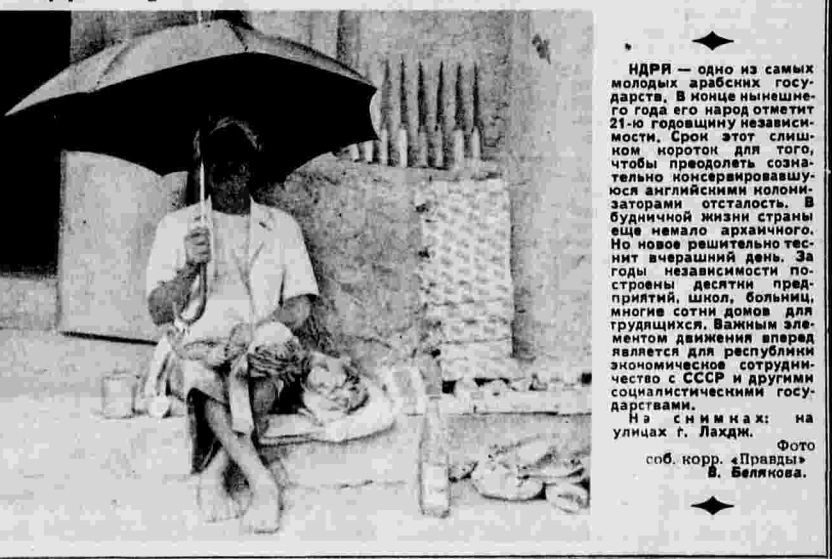 НДРЙ — одно из самых
молодых арабских госу-
дарств. В конце нынешне-
го года его народ отметит
21-ю годовщину независи-
мости. Срок этот слиш-
ком короток для того,
чтобы преодолеть созна-
тельно консервировавшу-
юся английскими колони-
заторами отсталость. В
будничной жизни страны
еще немало архаичного.
Но новое решительно тес-
нит вчерашний день. За
годы независимости по-
строены десятки пред-
приятий, школ, больниц,
многие сотни домов для
трудящихся. Важным эле-
ментом движения вперед
является для республики
экономическое сотрудни-
чество с СССР и другими
социалистическими госу-
дарствами.
На снимках: на
улицах г. Лахдж.
Фото
соб. корр. «Правды»
В. Белякова.